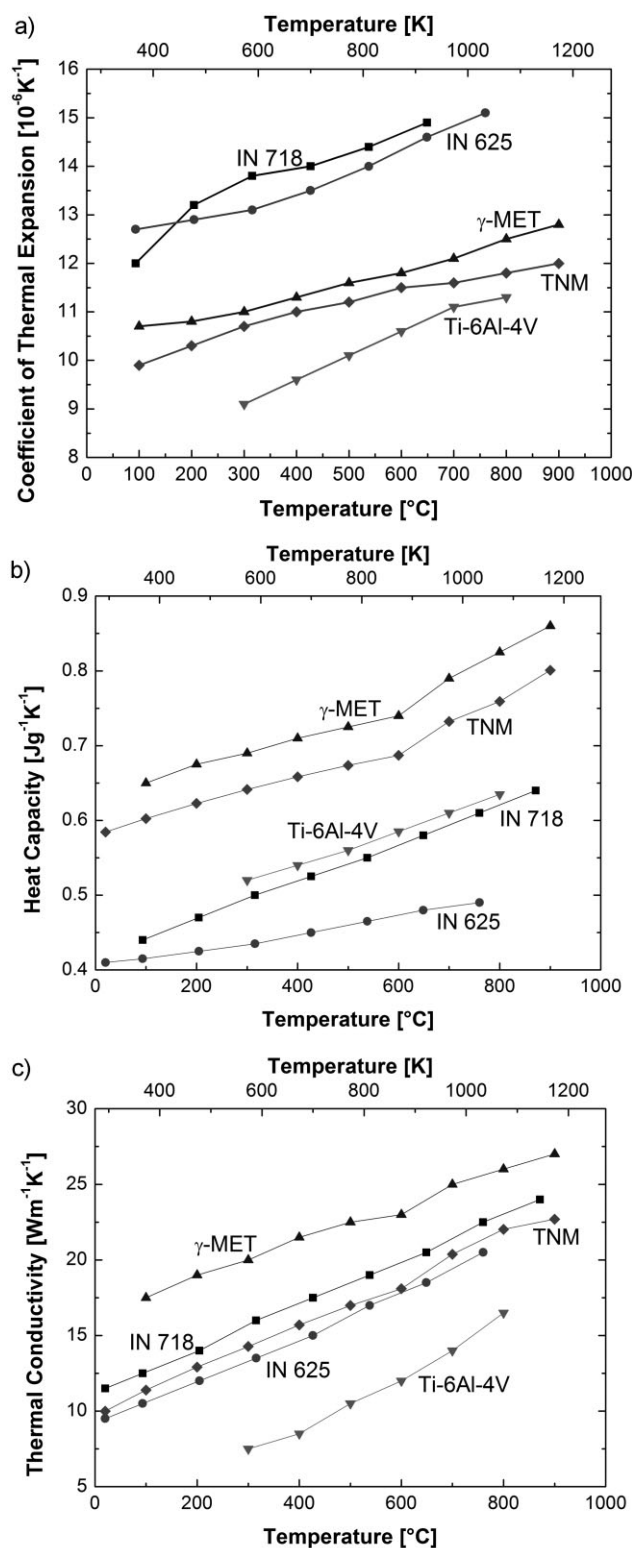 a)
Temperature [K]
400 600 800 1000 1200
Coefficient of Thermal Expansion [10⁻⁶K⁻¹]
16
15
14
13
12
11
10
9
8
IN 718
IN 625
γ-MET
TNM
Ti-6Al-4V
0 100 200 300 400 500 600 700 800 900 1000
Temperature [°C]
b)
Temperature [K]
400 600 800 1000 1200
Heat Capacity [Jg⁻¹K⁻¹]
0.9
0.8
0.7
0.6
0.5
0.4
γ-MET
TNM
Ti-6Al-4V
IN 718
IN 625
0 200 400 600 800 1000
Temperature [°C]
c)
Temperature [K]
400 600 800 1000 1200
Thermal Conductivity [Wm⁻¹K⁻¹]
30
25
20
15
10
5
γ-MET
TNM
IN 718
IN 625
Ti-6Al-4V
0 200 400 600 800 1000
Temperature [°C]